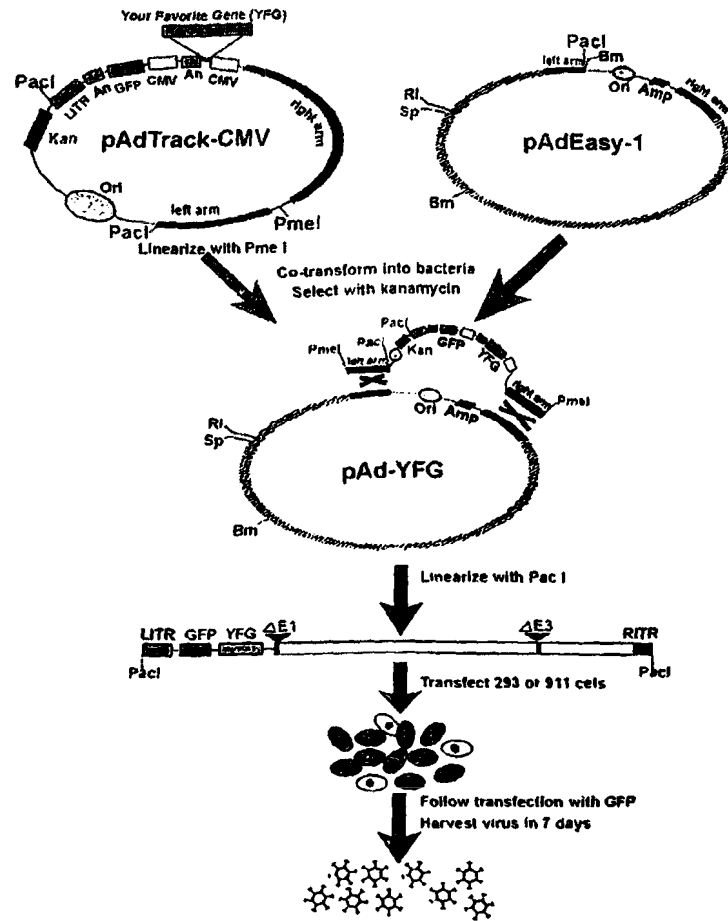 Your Favorite Gene (YFG)
PacI
LITR
An
GFP
CMV
An
CMV
right arm
Kan
pAdTrack-CMV
Ori
PacI
left arm
PmeI
Linearize with Pme I
PacI
Bm
left arm
Ori
Amp
right arm
RI
Sp
pAdEasy-1
Bm
Co-transform into bacteria
Select with kanamycin
PmeI
left arm
Pac
PacI
Kan
GFP
YFG
right arm
PmeI
Ori
Amp
RI
Sp
pAd-YFG
Bm
Linearize with Pac I
LITR GFP YFG ΔE1 ΔE3 RITR
PacI PacI
Transfect 293 or 911 cels
Follow transfection with GFP
Harvest virus in 7 days